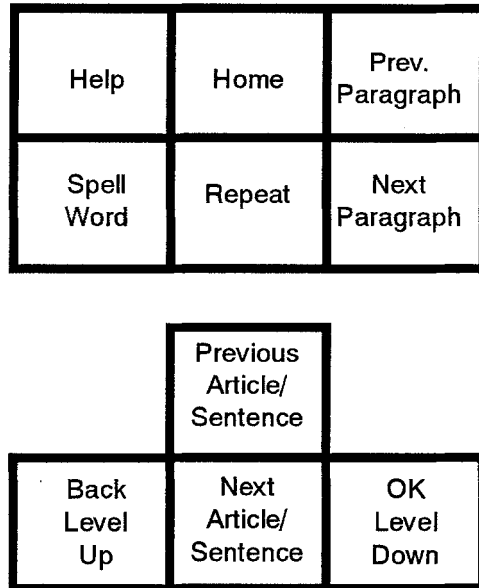 Help
Home
Prev.
Paragraph
Spell
Word
Repeat
Next
Paragraph
Previous
Article/
Sentence
Back
Level
Up
Next
Article/
Sentence
OK
Level
Down